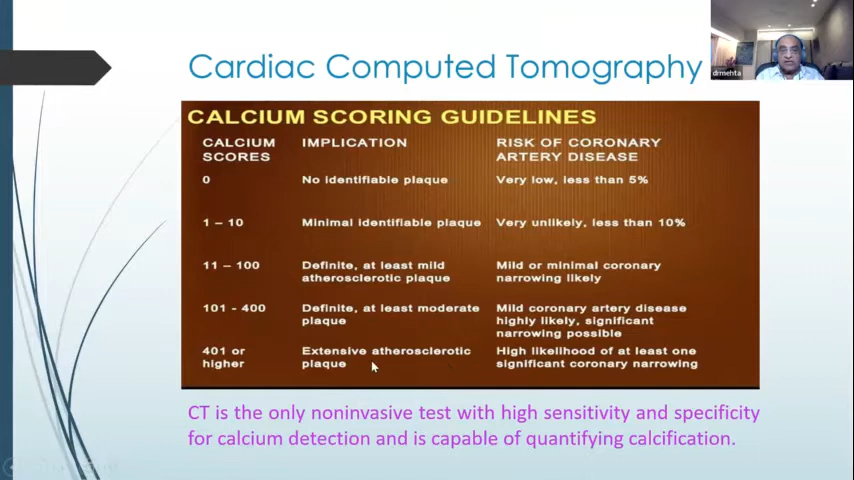 Cardiac Computed Tomography
drmehta
CALCIUM SCORING GUIDELINES
CALCIUM SCORES IMPLICATION RISK OF CORONARY ARTERY DISEASE
0 No identifiable plaque Very low, less than 5%
1 – 10 Minimal identifiable plaque Very unlikely, less than 10%
11 – 100 Definite, at least mild atherosclerotic plaque Mild or minimal coronary narrowing likely
101 - 400 Definite, at least moderate plaque Mild coronary artery disease highly likely, significant narrowing possible
401 or higher Extensive atherosclerotic plaque High likelihood of at least one significant coronary narrowing
CT is the only noninvasive test with high sensitivity and specificity
for calcium detection and is capable of quantifying calcification.